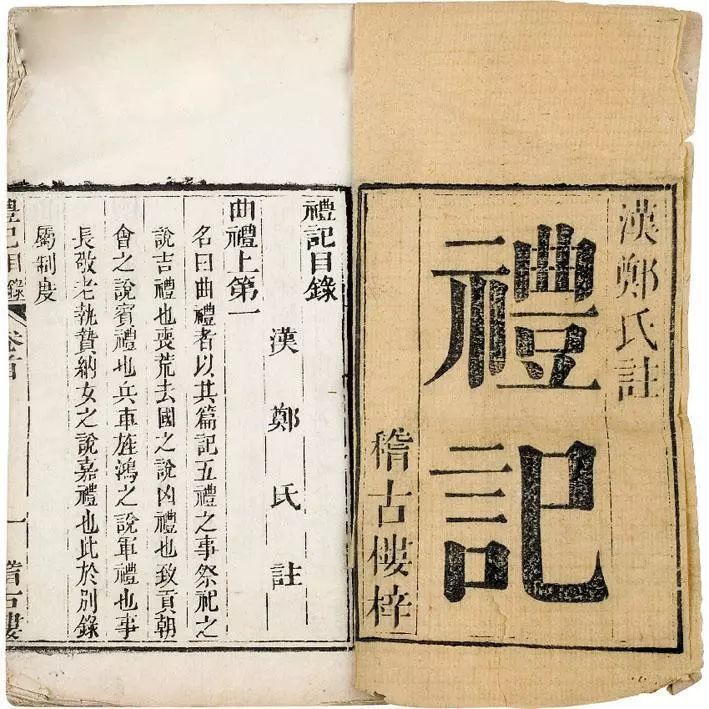 漢鄭氏註
禮記
稽古樓梓
禮記目錄
漢鄭氏註
曲禮上第一
名曰曲禮者以其篇記五禮之事祭祀之
說吉禮也喪荒去國之說凶禮也致貢朝
會之說賓禮也兵車旌鴻之說軍禮也事
長敬老執贄納女之說嘉禮也此於別錄
屬制度
禮記目錄
卷首
一
稽古樓